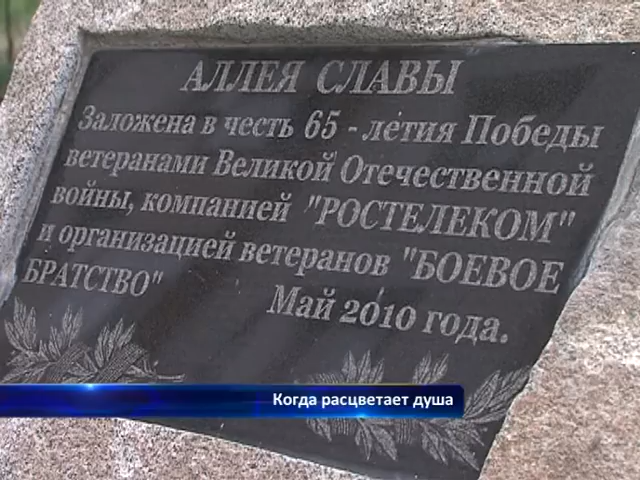 АЛЛЕЯ СЛАВЫ
Заложена в честь 65 - летия Победы
ветеранами Великой Отечественной
войны, компанией "РОСТЕЛЕКОМ"
и организацией ветеранов "БОЕВОЕ
БРАТСТВО"
Май 2010 года.
Когда расцветает душа